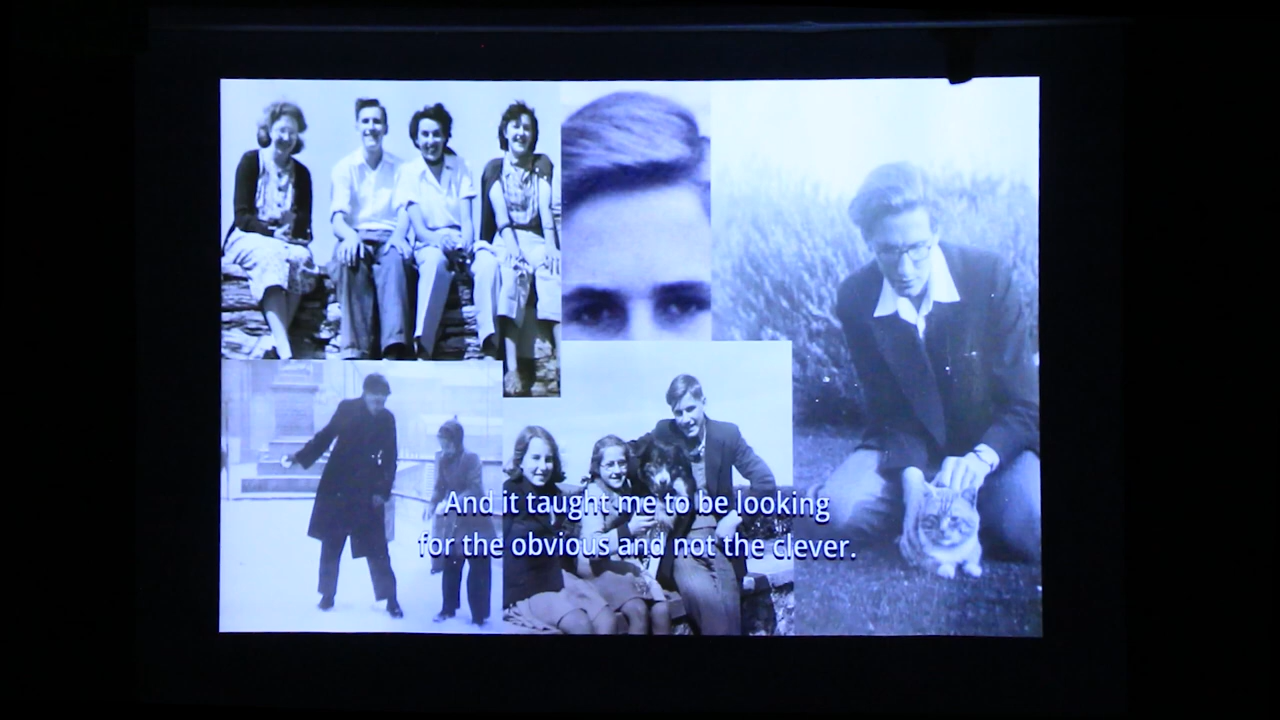 And it taught me to be looking
for the obvious and not the clever.